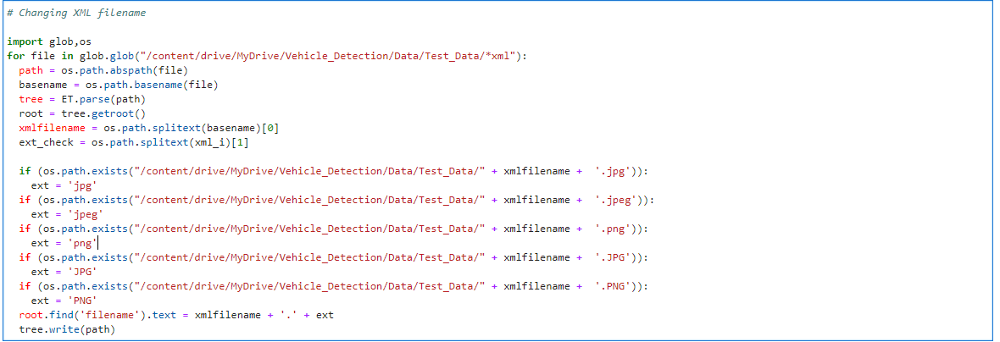 # Changing XML filename
import glob,os
for file in glob.glob("/content/drive/MyDrive/Vehicle_Detection/Data/Test_Data/*xml"):
  path = os.path.abspath(file)
  basename = os.path.basename(file)
  tree = ET.parse(path)
  root = tree.getroot()
  xmlfilename = os.path.splitext(basename)[0]
  ext_check = os.path.splitext(xml_i)[1]
  if (os.path.exists("/content/drive/MyDrive/Vehicle_Detection/Data/Test_Data/" + xmlfilename +  '.jpg')):
    ext = 'jpg'
  if (os.path.exists("/content/drive/MyDrive/Vehicle_Detection/Data/Test_Data/" + xmlfilename +  '.jpeg')):
    ext = 'jpeg'
  if (os.path.exists("/content/drive/MyDrive/Vehicle_Detection/Data/Test_Data/" + xmlfilename +  '.png')):
    ext = 'png'
  if (os.path.exists("/content/drive/MyDrive/Vehicle_Detection/Data/Test_Data/" + xmlfilename +  '.JPG')):
    ext = 'JPG'
  if (os.path.exists("/content/drive/MyDrive/Vehicle_Detection/Data/Test_Data/" + xmlfilename +  '.PNG')):
    ext = 'PNG'
  root.find('filename').text = xmlfilename + '.' + ext
  tree.write(path)